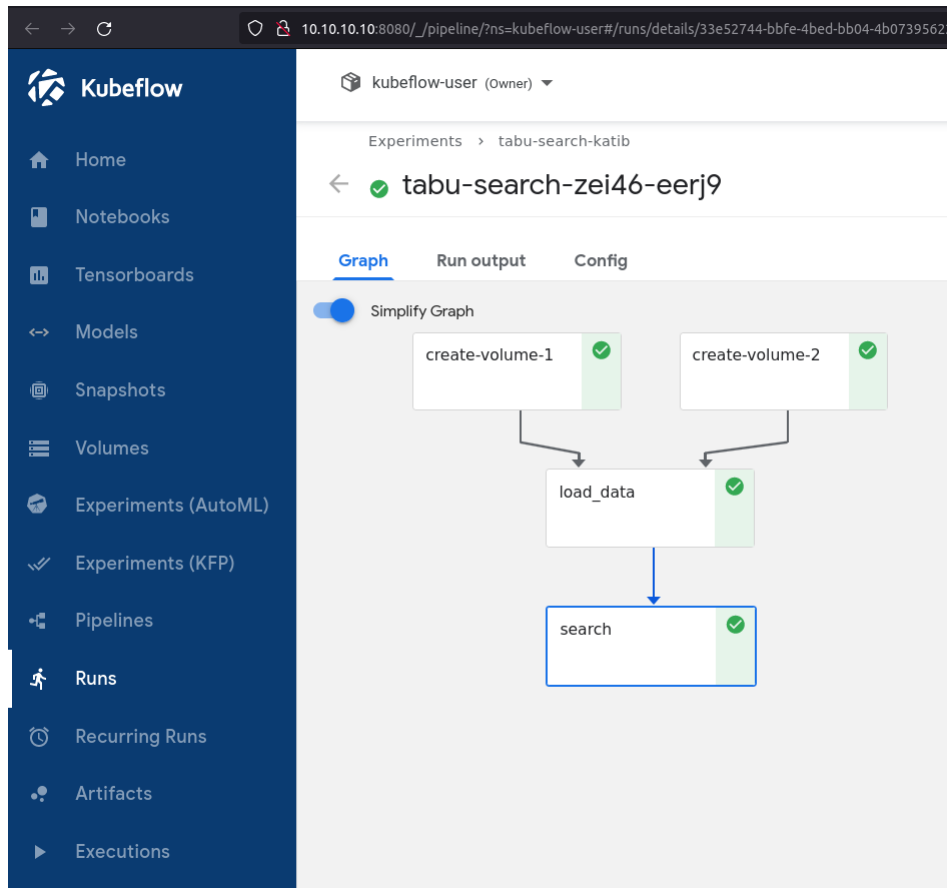 10.10.10.10:8080/_/pipeline/?ns=kubeflow-user#/runs/details/33e52744-bbfe-4bed-bb04-4b0739562
Kubeflow
Home
Notebooks
Tensorboards
Models
Snapshots
Volumes
Experiments (AutoML)
Experiments (KFP)
Pipelines
Runs
Recurring Runs
Artifacts
Executions
kubeflow-user (Owner)
Experiments › tabu-search-katib
tabu-search-zei46-eerj9
Graph Run output Config
Simplify Graph
create-volume-1 create-volume-2
load_data
search